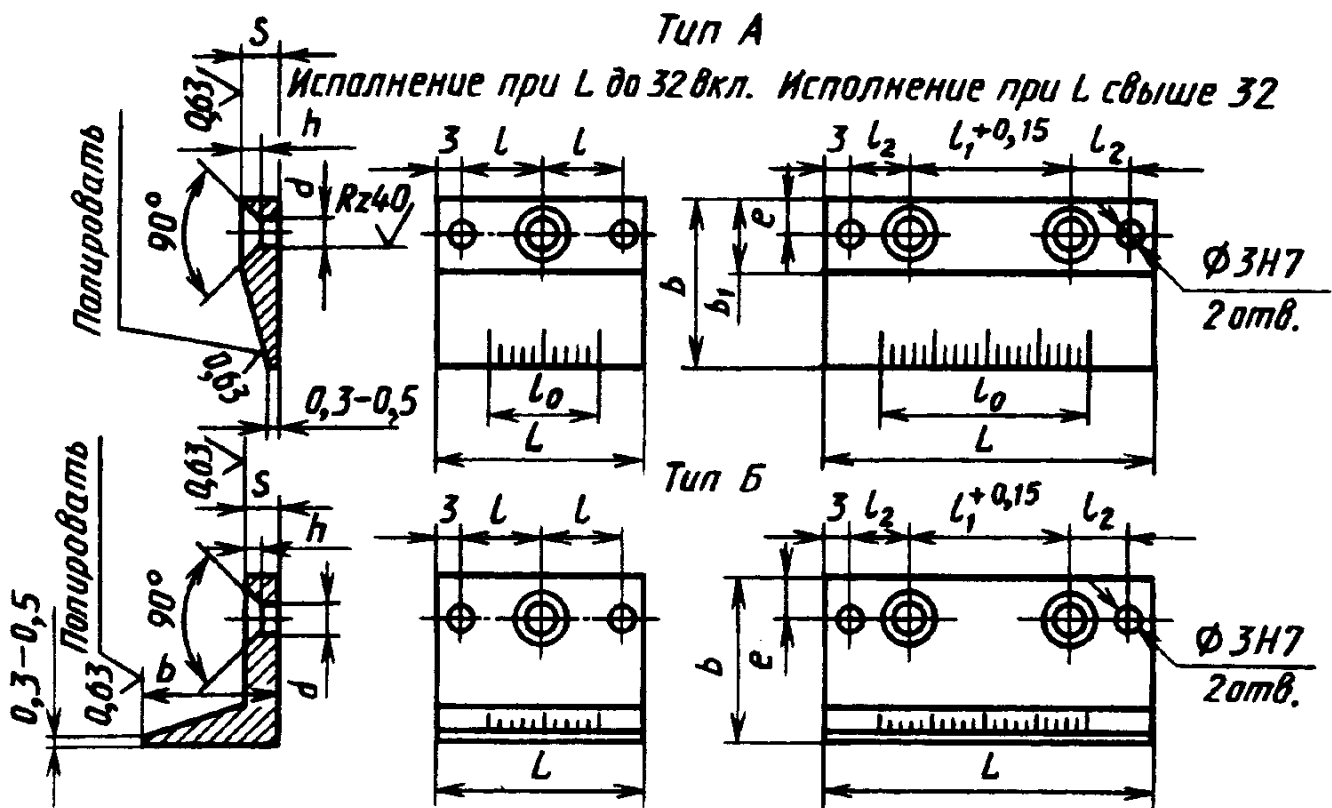 Тип А
Исполнение при L до 32 вкл. Исполнение при L свыше 32
S
0,63
h
d
Rz40
90°
Полировать
0,63
0,3-0,5
3 l l
l₀
L
3 l₂ l₁+0,15 l₂
e
b
b₁
Ø3H7
2 отв.
l₀
L
Тип Б
0,63
S
h
Полировать
90°
0,3-0,5
0,63
b
d
3 l l
L
3 l₂ l₁+0,15 l₂
b
e
Ø3H7
2 отв.
L